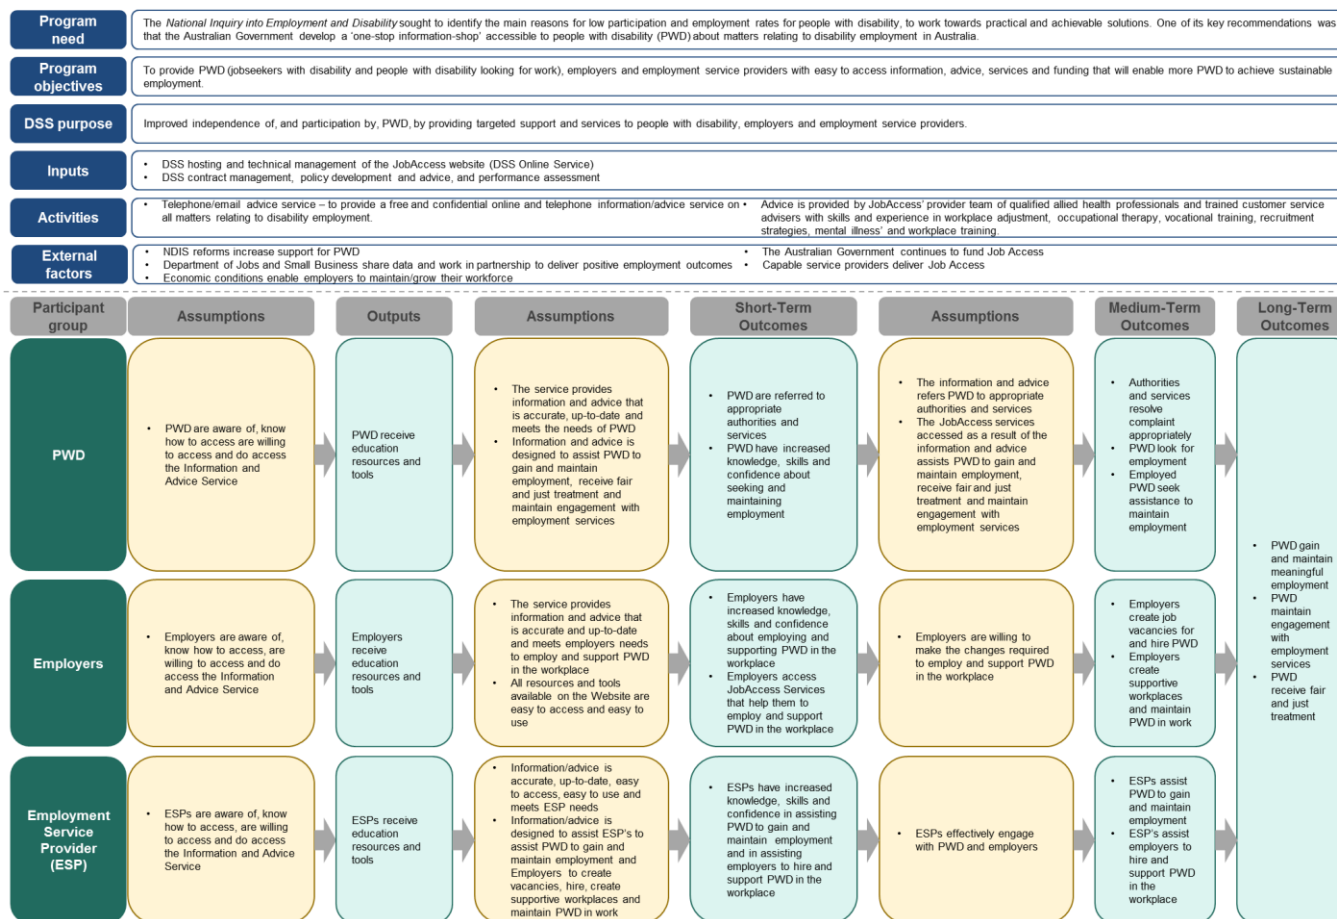 Program
need
The National Inquiry into Employment and Disability sought to identify the main reasons for low participation and employment rates for people with disability, to work towards practical and achievable solutions. One of its key recommendations was
that the Australian Government develop a 'one-stop information-shop' accessible to people with disability (PWD) about matters relating to disability employment in Australia.
Program
objectives
To provide PWD (jobseekers with disability and people with disability looking for work), employers and employment service providers with easy to access information, advice, services and funding that will enable more PWD to achieve sustainable
employment.
DSS purpose
Improved independence of, and participation by, PWD, by providing targeted support and services to people with disability, employers and employment service providers.
Inputs
• DSS hosting and technical management of the JobAccess website (DSS Online Service)
• DSS contract management, policy development and advice, and performance assessment
Activities
• Telephone/email advice service – to provide a free and confidential online and telephone information/advice service on
all matters relating to disability employment.
• Advice is provided by JobAccess' provider team of qualified allied health professionals and trained customer service
advisers with skills and experience in workplace adjustment, occupational therapy, vocational training, recruitment
strategies, mental illness' and workplace training.
External
factors
• NDIS reforms increase support for PWD
• Department of Jobs and Small Business share data and work in partnership to deliver positive employment outcomes
• Economic conditions enable employers to maintain/grow their workforce
• The Australian Government continues to fund Job Access
• Capable service providers deliver Job Access
Participant
group
Assumptions
Outputs
Assumptions
Short-Term
Outcomes
Assumptions
Medium-Term
Outcomes
Long-Term
Outcomes
PWD
• PWD are aware of, know
how to access are willing
to access and do access
the Information and
Advice Service
PWD receive
education
resources and
tools
• The service provides
information and advice that
is accurate, up-to-date and
meets the needs of PWD
• Information and advice is
designed to assist PWD to
gain and maintain
employment, receive fair
and just treatment and
maintain engagement with
employment services
• PWD are referred to
appropriate
authorities and
services
• PWD have increased
knowledge, skills and
confidence about
seeking and
maintaining
employment
• The information and advice
refers PWD to appropriate
authorities and services
• The JobAccess services
accessed as a result of the
information and advice
assists PWD to gain and
maintain employment,
receive fair and just
treatment and maintain
engagement with
employment services
• Authorities
and services
resolve
complaint
appropriately
• PWD look for
employment
• Employed
PWD seek
assistance to
maintain
employment
Employers
• Employers are aware of,
know how to access, are
willing to access and do
access the Information
and Advice Service
Employers
receive
education
resources and
tools
• The service provides
information and advice that
is accurate and up-to-date
and meets employers needs
to employ and support PWD
in the workplace
• All resources and tools
available on the Website are
easy to access and easy to
use
• Employers have
increased knowledge,
skills and confidence
about employing and
supporting PWD in the
workplace
• Employers access
JobAccess Services
that help them to
employ and support
PWD in the workplace
• Employers are willing to
make the changes required
to employ and support PWD
in the workplace
• Employers
create job
vacancies for
and hire PWD
• Employers
create
supportive
workplaces
and maintain
PWD in work
• PWD gain
and maintain
meaningful
employment
• PWD
maintain
engagement
with
employment
services
• PWD
receive fair
and just
treatment
Employment
Service
Provider
(ESP)
• ESPs are aware of, know
how to access, are willing
to access and do access
the Information and Advice
Service
ESPs receive
education
resources and
tools
• Information/advice is
accurate, up-to-date, easy
to access, easy to use and
meets ESP needs
• Information/advice is
designed to assist ESP's to
assist PWD to gain and
maintain employment and
Employers to create
vacancies, hire, create
supportive workplaces and
maintain PWD in work
• ESPs have increased
knowledge, skills and
confidence in assisting
PWD to gain and
maintain employment
and in assisting
employers to hire and
support PWD in the
workplace
• ESPs effectively engage
with PWD and employers
• ESPs assist
PWD to gain
and maintain
employment
• ESP's assist
employers to
hire and
support PWD
in the
workplace